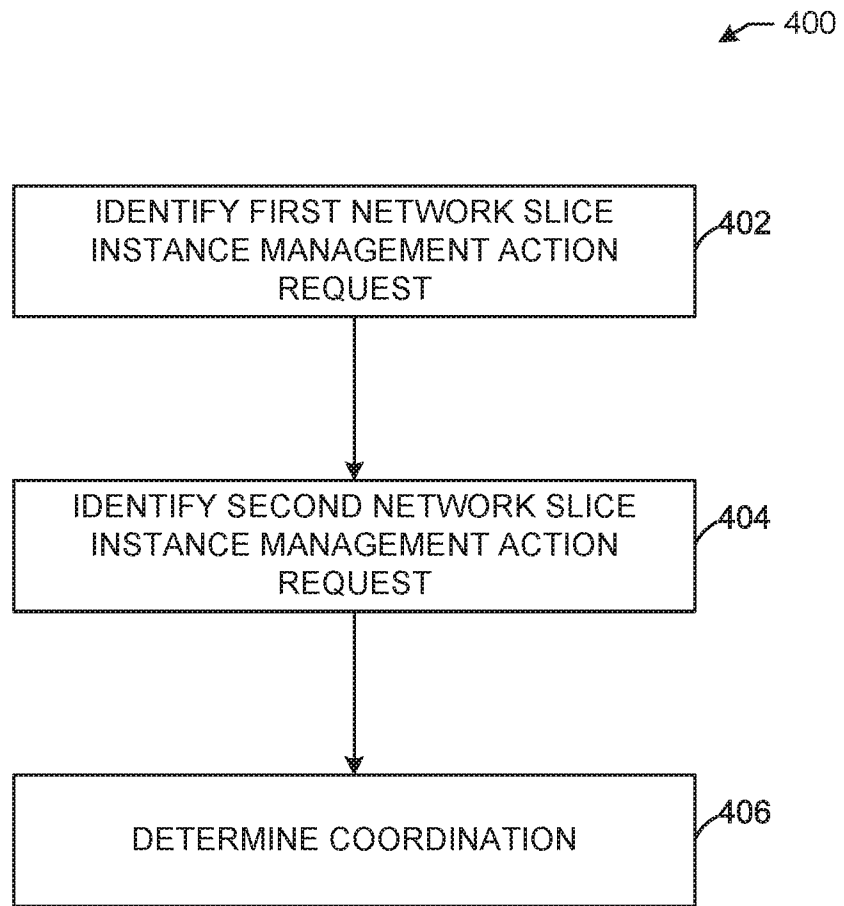 400
IDENTIFY FIRST NETWORK SLICE
INSTANCE MANAGEMENT ACTION
REQUEST
402
IDENTIFY SECOND NETWORK SLICE
INSTANCE MANAGEMENT ACTION
REQUEST
404
DETERMINE COORDINATION
406